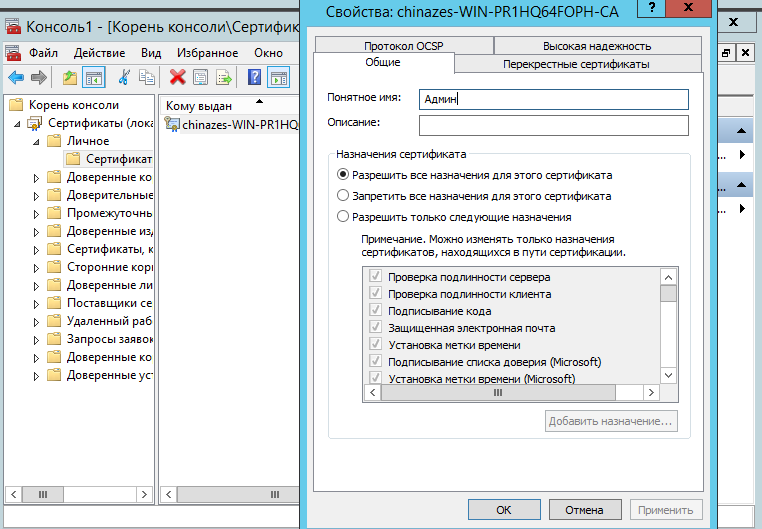 Консоль1 - [Корень консоли\Сертифик
Файл Действие Вид Избранное Окно
Корень консоли
Сертификаты (лока
Личное
Сертификат
Доверенные ко
Доверительные
Промежуточнь
Доверенные изд
Сертификаты, к
Сторонние корн
Доверенные ли
Поставщики се
Удаленный раб
Запросы заявок
Доверенные ко
Доверенные уст
Кому выдан
chinazes-WIN-PR1HQ
Свойства: chinazes-WIN-PR1HQ64FOPH-CA
Протокол OCSP Высокая надежность
Общие Перекрестные сертификаты
Понятное имя: Админ
Описание:
Назначения сертификата
Разрешить все назначения для этого сертификата
Запретить все назначения для этого сертификата
Разрешить только следующие назначения
Примечание. Можно изменять только назначения
сертификатов, находящихся в пути сертификации.
Проверка подлинности сервера
Проверка подлинности клиента
Подписывание кода
Защищенная электронная почта
Установка метки времени
Подписывание списка доверия (Microsoft)
Установка метки времени (Microsoft)
Добавить назначение...
ОК Отмена Применить